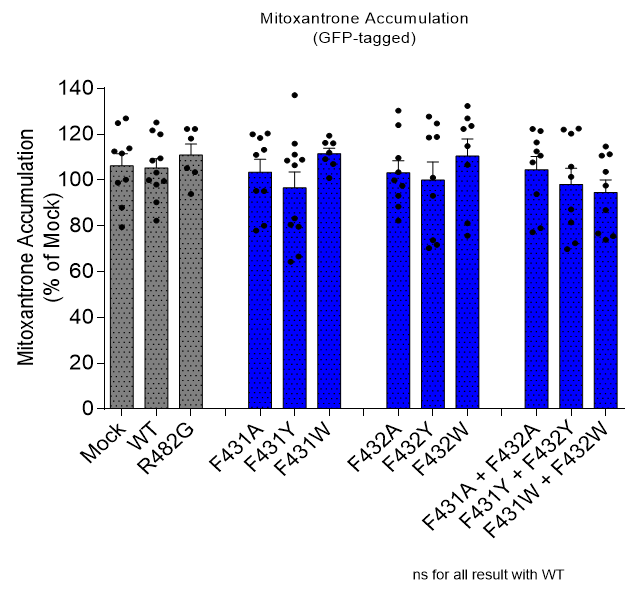 Mitoxantrone Accumulation
(GFP-tagged)
Mitoxantrone Accumulation
(% of Mock)
140
120
100
80
60
40
20
0
Mock
WT
R482G
F431A
F431Y
F431W
F432A
F432Y
F432W
F431A + F432A
F431Y + F432Y
F431W + F432W
ns for all result with WT